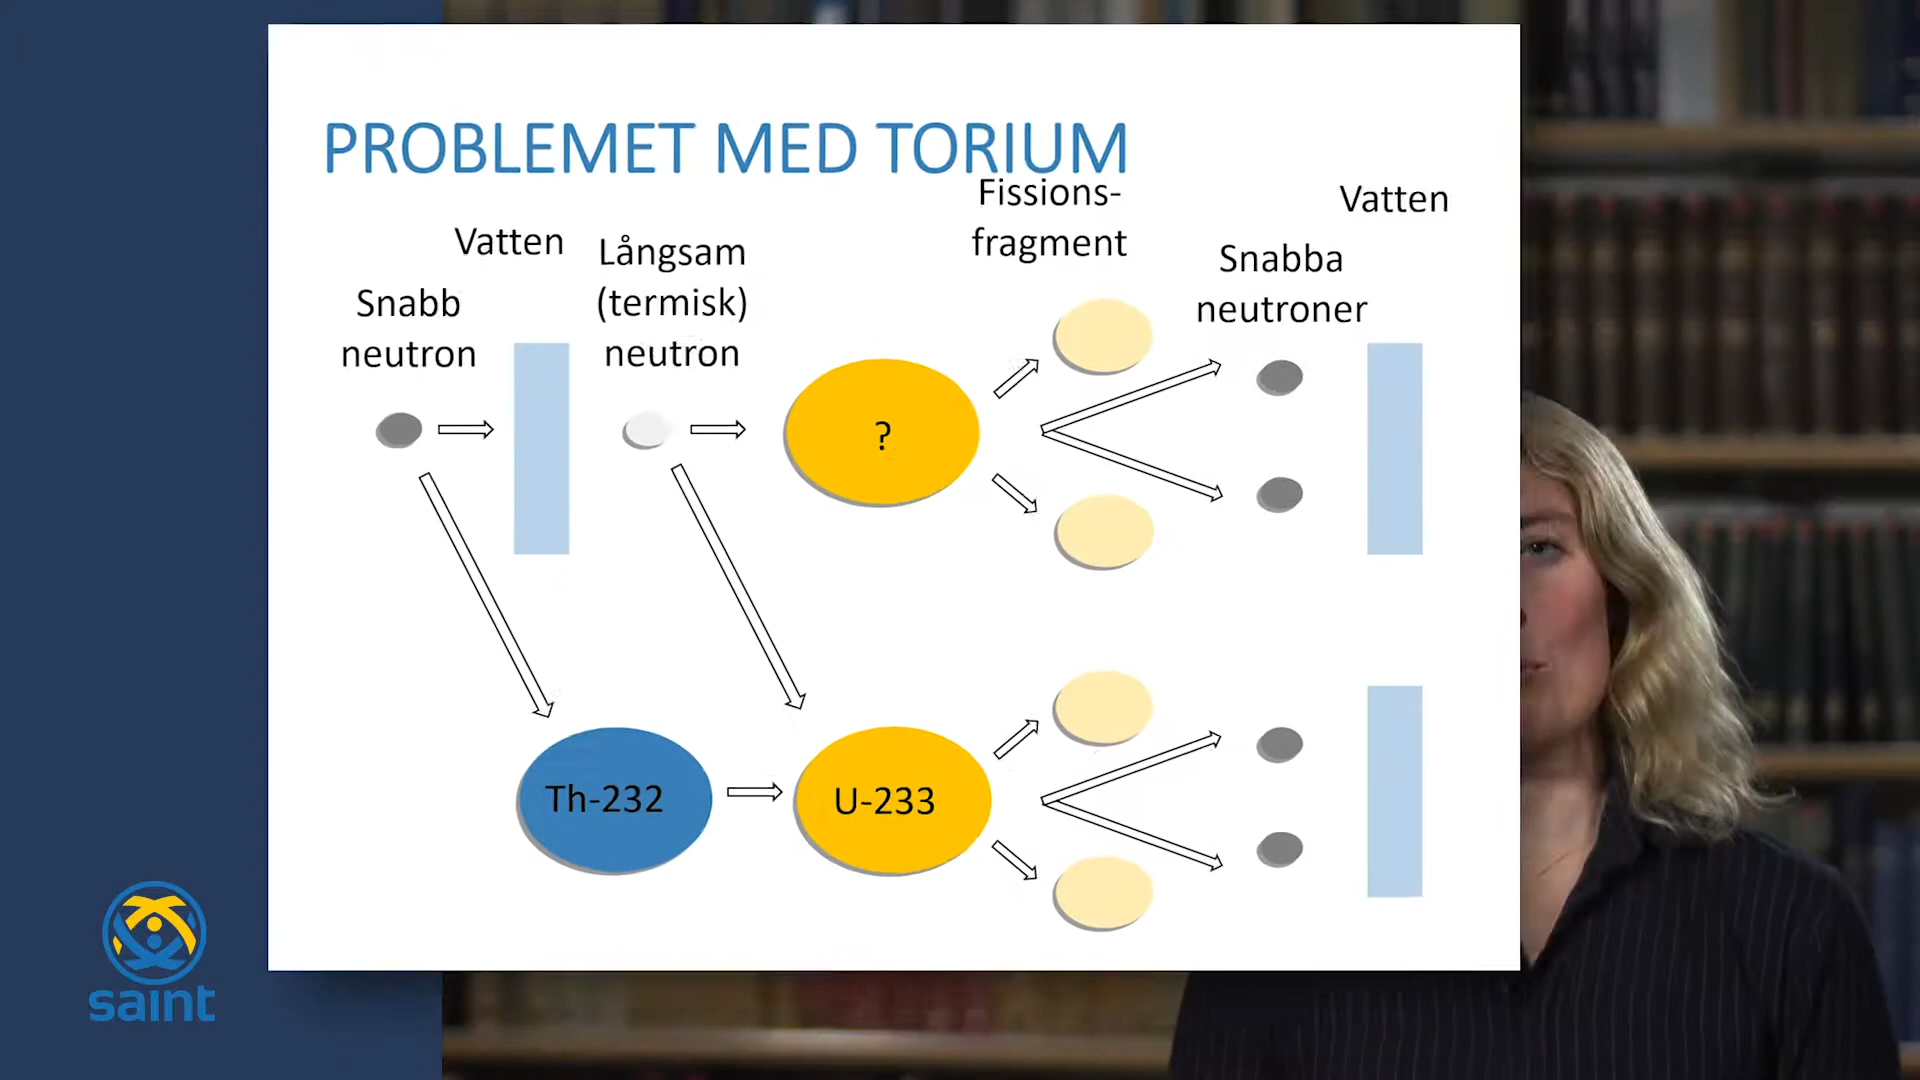 PROBLEMET MED TORIUM
Vatten
Snabb
neutron
Långsam
(termisk)
neutron
Fissions-
fragment
Snabba
neutroner
Vatten
?
Th-232
U-233
saint